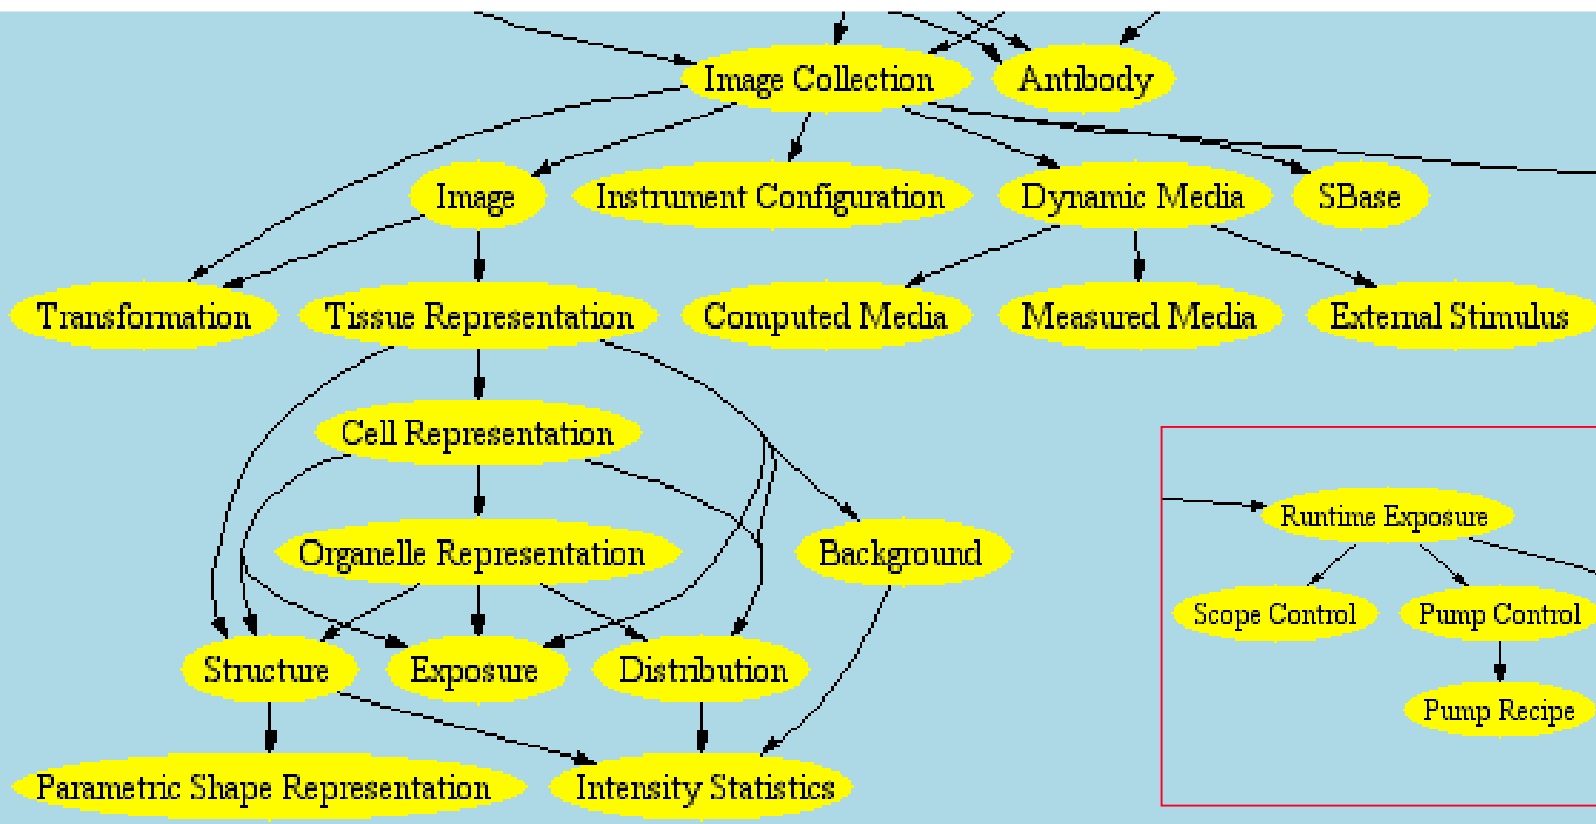 Image Collection
Antibody
Image
Instrument Configuration
Dynamic Media
SBase
Transformation
Tissue Representation
Computed Media
Measured Media
External Stimulus
Cell Representation
Runtime Exposure
Organelle Representation
Background
Scope Control
Pump Control
Structure
Exposure
Distribution
Pump Recipe
Parametric Shape Representation
Intensity Statistics